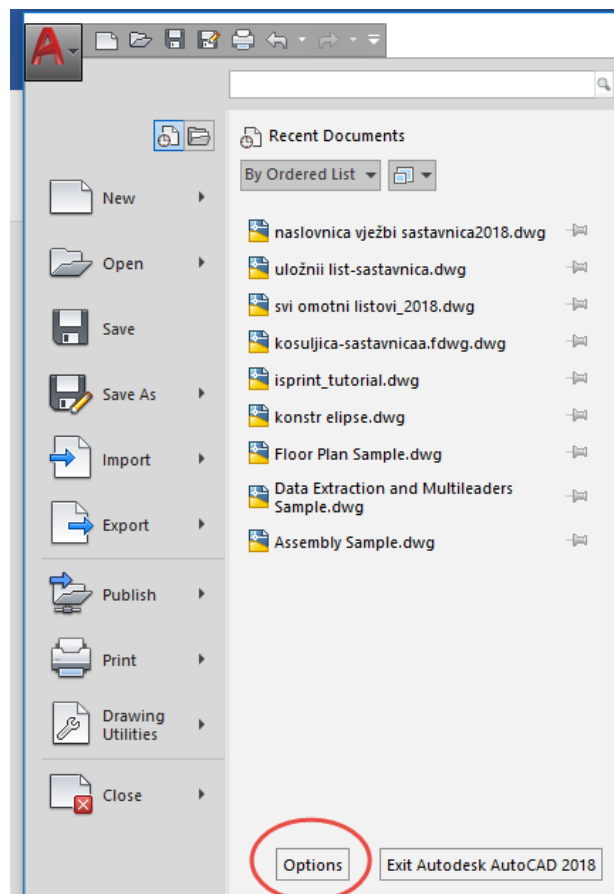 Recent Documents
By Ordered List
New
Open
Save
Save As
Import
Export
Publish
Print
Drawing
Utilities
Close
naslovnica vježbi sastavnica2018.dwg
uložnii list-sastavnica.dwg
svi omotni listovi_2018.dwg
kosuljica-sastavnicaa.fdwg.dwg
isprint_tutorial.dwg
konstr elipse.dwg
Floor Plan Sample.dwg
Data Extraction and Multileaders
Sample.dwg
Assembly Sample.dwg
Options
Exit Autodesk AutoCAD 2018